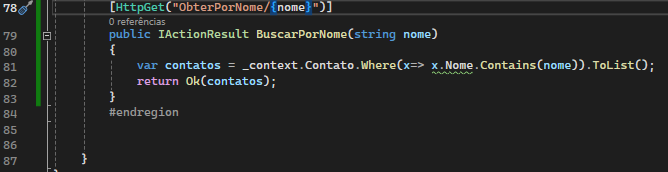 78 [HttpGet("ObterPorNome/{nome}")]
0 referências
79 public IActionResult BuscarPorNome(string nome)
80 {
81 var contatos = _context.Contato.Where(x=> x.Nome.Contains(nome)).ToList();
82 return Ok(contatos);
83 }
84 #endregion
85
86
87 }